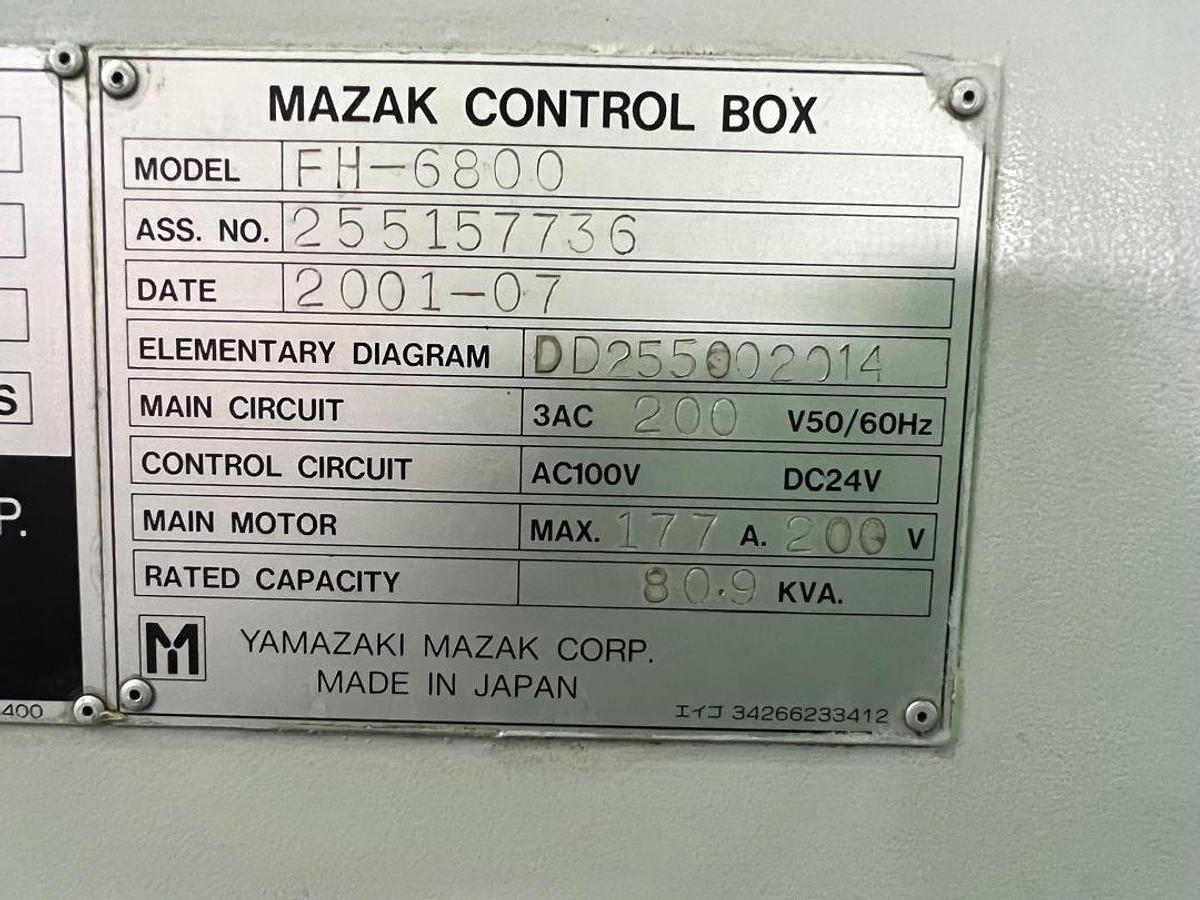 MAZAK CONTROL BOX
MODEL FH-6800
ASS. NO. 255157736
DATE 2001-07
ELEMENTARY DIAGRAM DD255002014
MAIN CIRCUIT 3AC 200 V50/60Hz
CONTROL CIRCUIT AC100V DC24V
MAIN MOTOR MAX. 177 A. 200 V
RATED CAPACITY 80.9 KVA.
YAMAZAKI MAZAK CORP.
MADE IN JAPAN
エイゴ 34266233412
S
P.
400